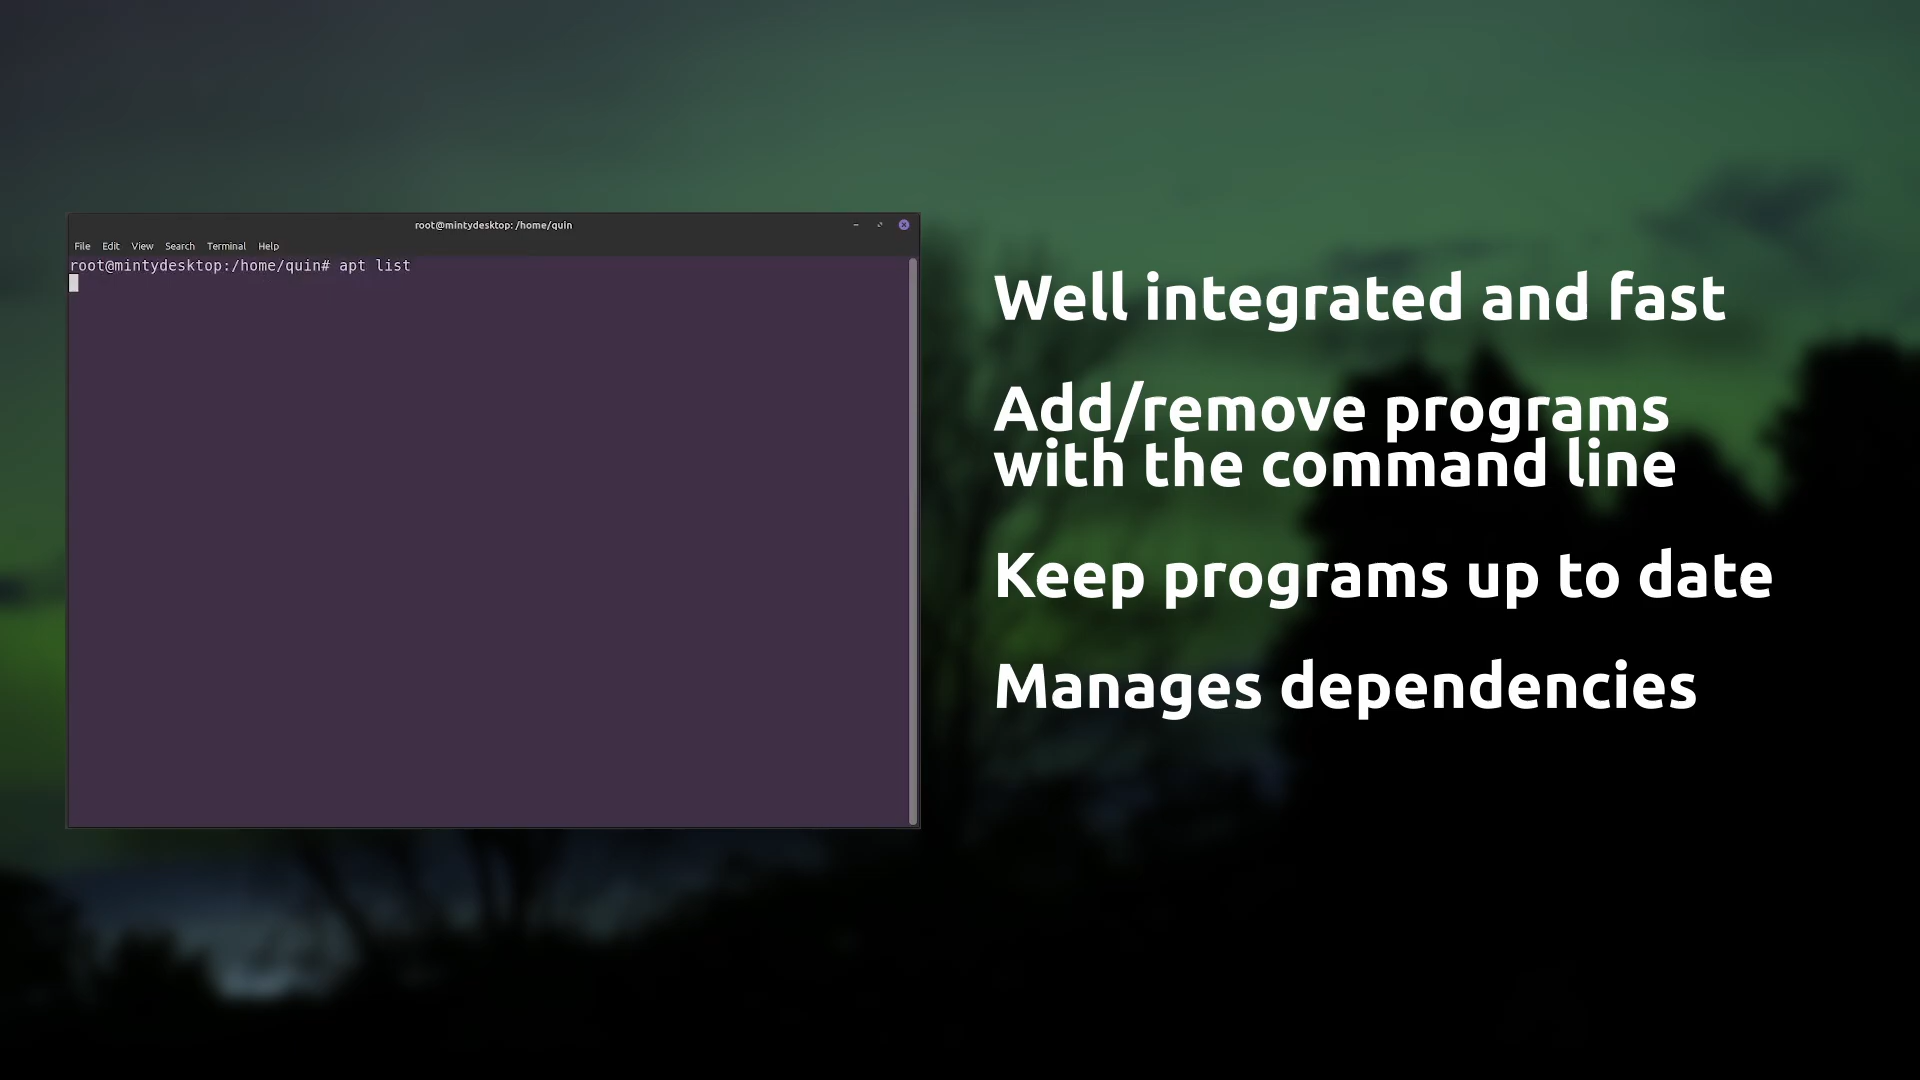 root@mintydesktop: /home/quin
File Edit View Search Terminal Help
root@mintydesktop:/home/quin# apt list
Well integrated and fast
Add/remove programs
with the command line
Keep programs up to date
Manages dependencies